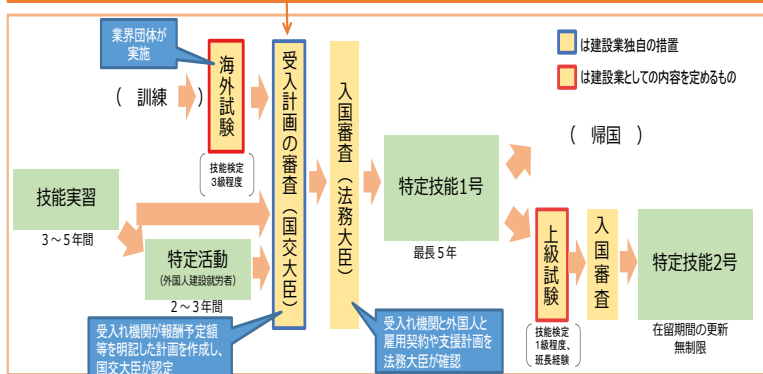 業界団体が
実施
は建設業独自の措置
は建設業としての内容を定めるもの
( 訓練 )
海外試験
技能検定
3級程度
受入計画の審査(国交大臣)
入国審査(法務大臣)
技能実習
3~5年間
特定活動
(外国人建設就労者)
2~3年間
特定技能1号
最長5年
( 帰国 )
上級試験
技能検定
1級程度、
班長経験
入国審査
特定技能2号
在留期間の更新
無制限
受入れ機関が報酬予定額
等を明記した計画を作成し、
国交大臣が認定
受入れ機関と外国人と
雇用契約や支援計画を
法務大臣が確認